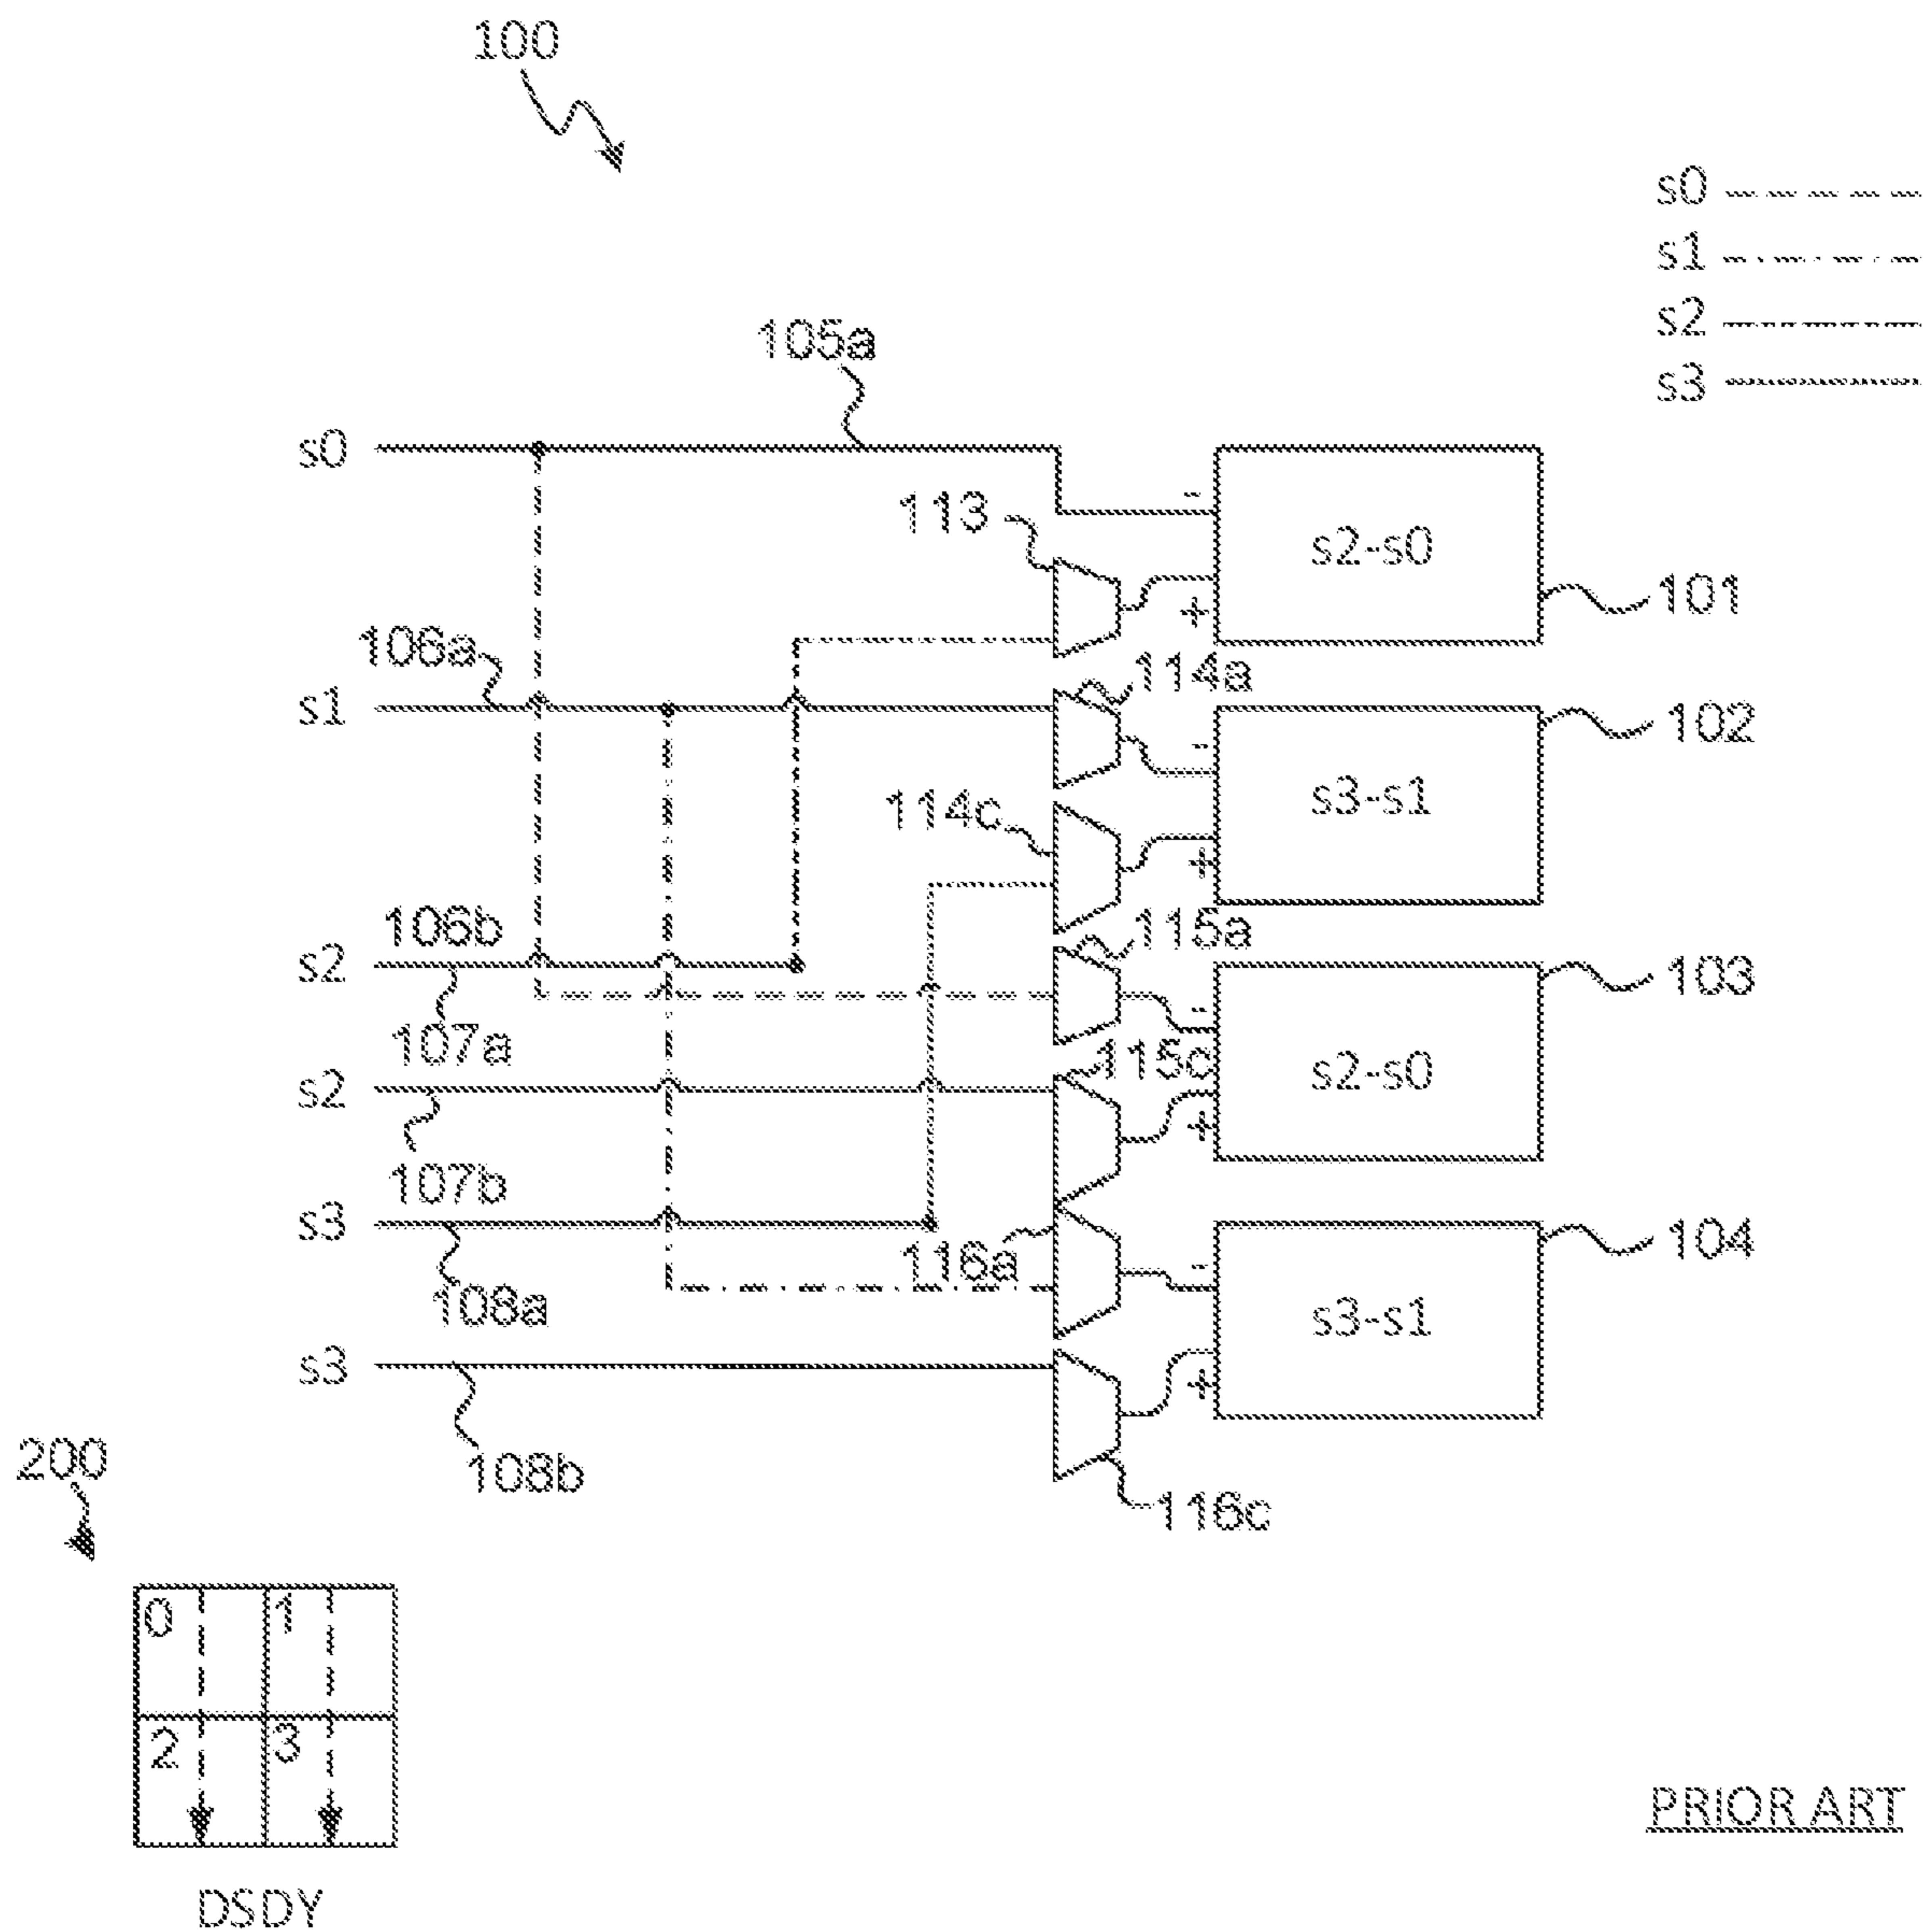 100
s0
s1
s2
s3
105a
s0
113
-
s2-s0
+
101
106a
s1
114a
102
-
s3-s1
114c
+
106b
s2
115a
103
107a
-
s2-s0
115c
s2
+
107b
s3
104
116a
-
108a
s3-s1
s3
+
200
108b
116c
0
1
2
3
PRIOR ART
DSDY